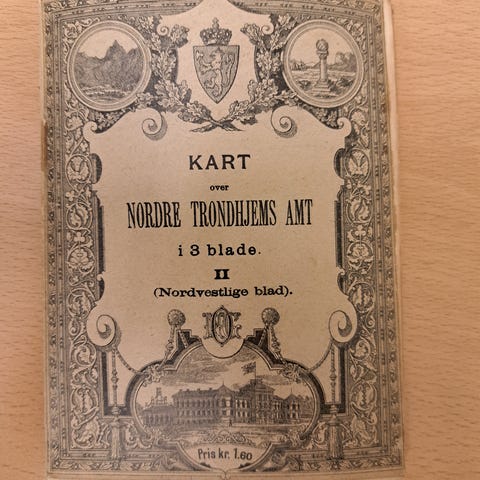 KART
over
NORDRE TRONDHJEMS AMT
i 3 blade.
II
(Nordvestlige blad).
Pris kr. 1.60